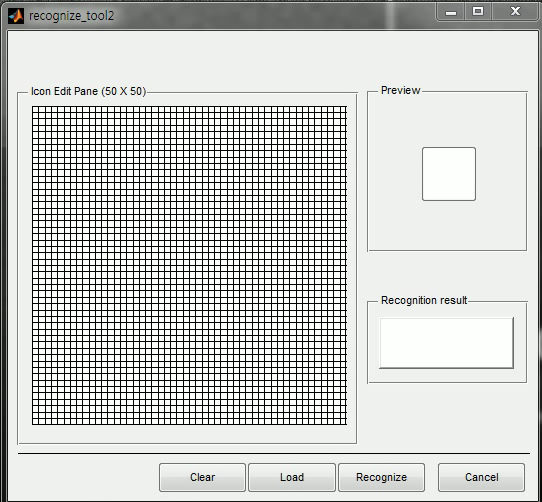 recognize_tool2
Icon Edit Pane (50 X 50)
Preview
Recognition result
Clear
Load
Recognize
Cancel